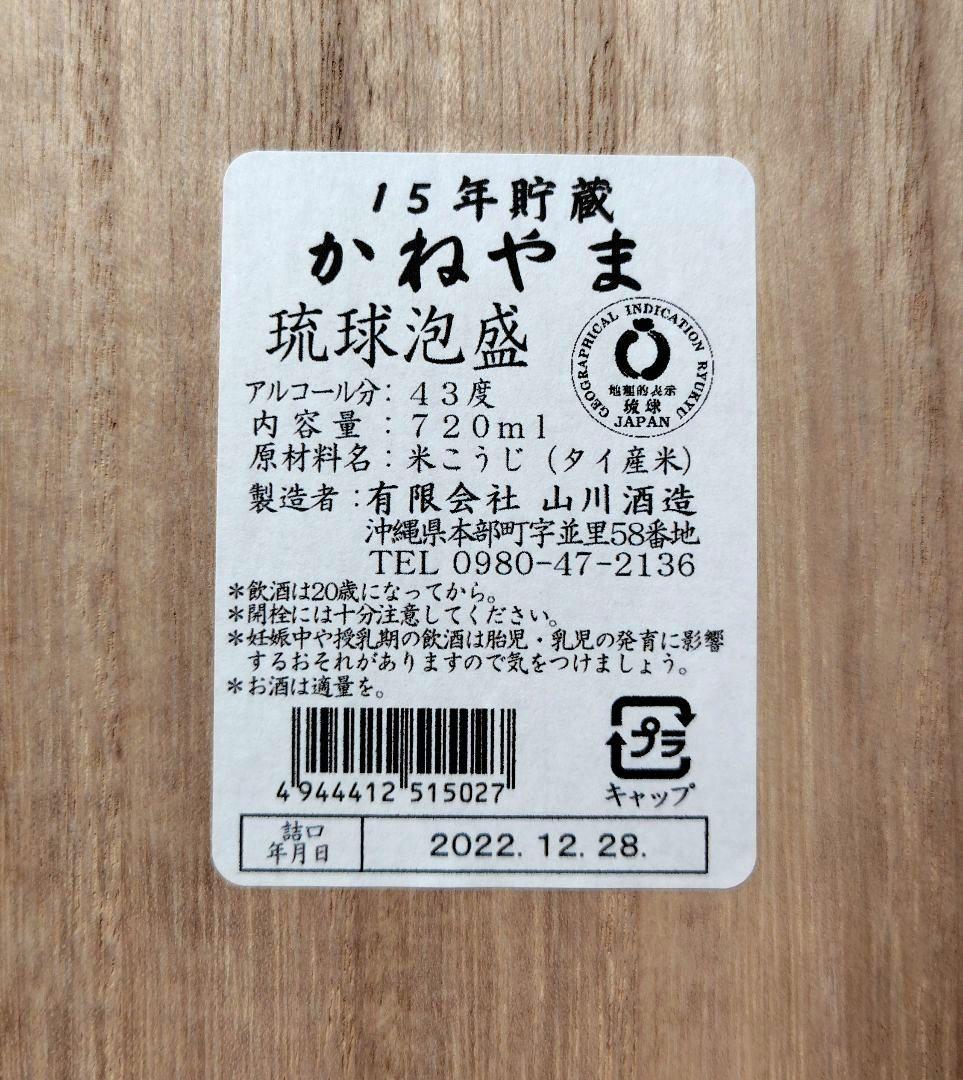 15年貯蔵
かねやま
琉球泡盛
GEOGRAPHICAL INDICATION RYUKYU
地理的表示
琉球
JAPAN
アルコール分：４３度
内容量：７２０ｍｌ
原材料名：米こうじ（タイ産米）
製造者：有限会社 山川酒造
沖縄県本部町字並里58番地
TEL 0980-47-2136
＊飲酒は20歳になってから。
＊開栓には十分注意してください。
＊妊娠中や授乳期の飲酒は胎児・乳児の発育に影響
するおそれがありますので気をつけましょう。
＊お酒は適量を。
プラ
キャップ
4 944412 515027
詰口
年月日
2022. 12. 28.